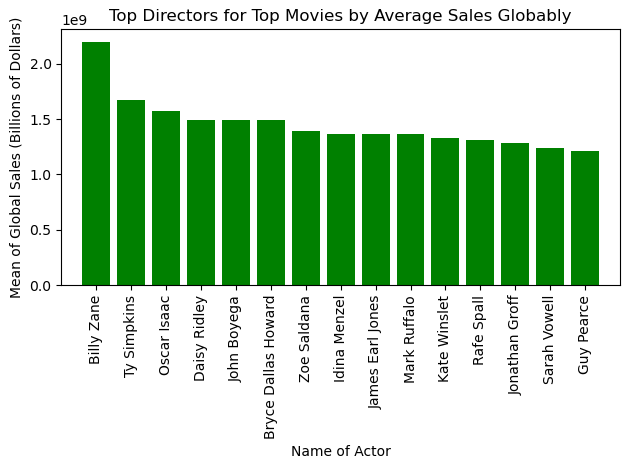 Top Directors for Top Movies by Average Sales Globably
1e9
Mean of Global Sales (Billions of Dollars)
2.0
1.5
1.0
0.5
0.0
Billy Zane
Ty Simpkins
Oscar Isaac
Daisy Ridley
John Boyega
Bryce Dallas Howard
Zoe Saldana
Idina Menzel
James Earl Jones
Mark Ruffalo
Kate Winslet
Rafe Spall
Jonathan Groff
Sarah Vowell
Guy Pearce
Name of Actor